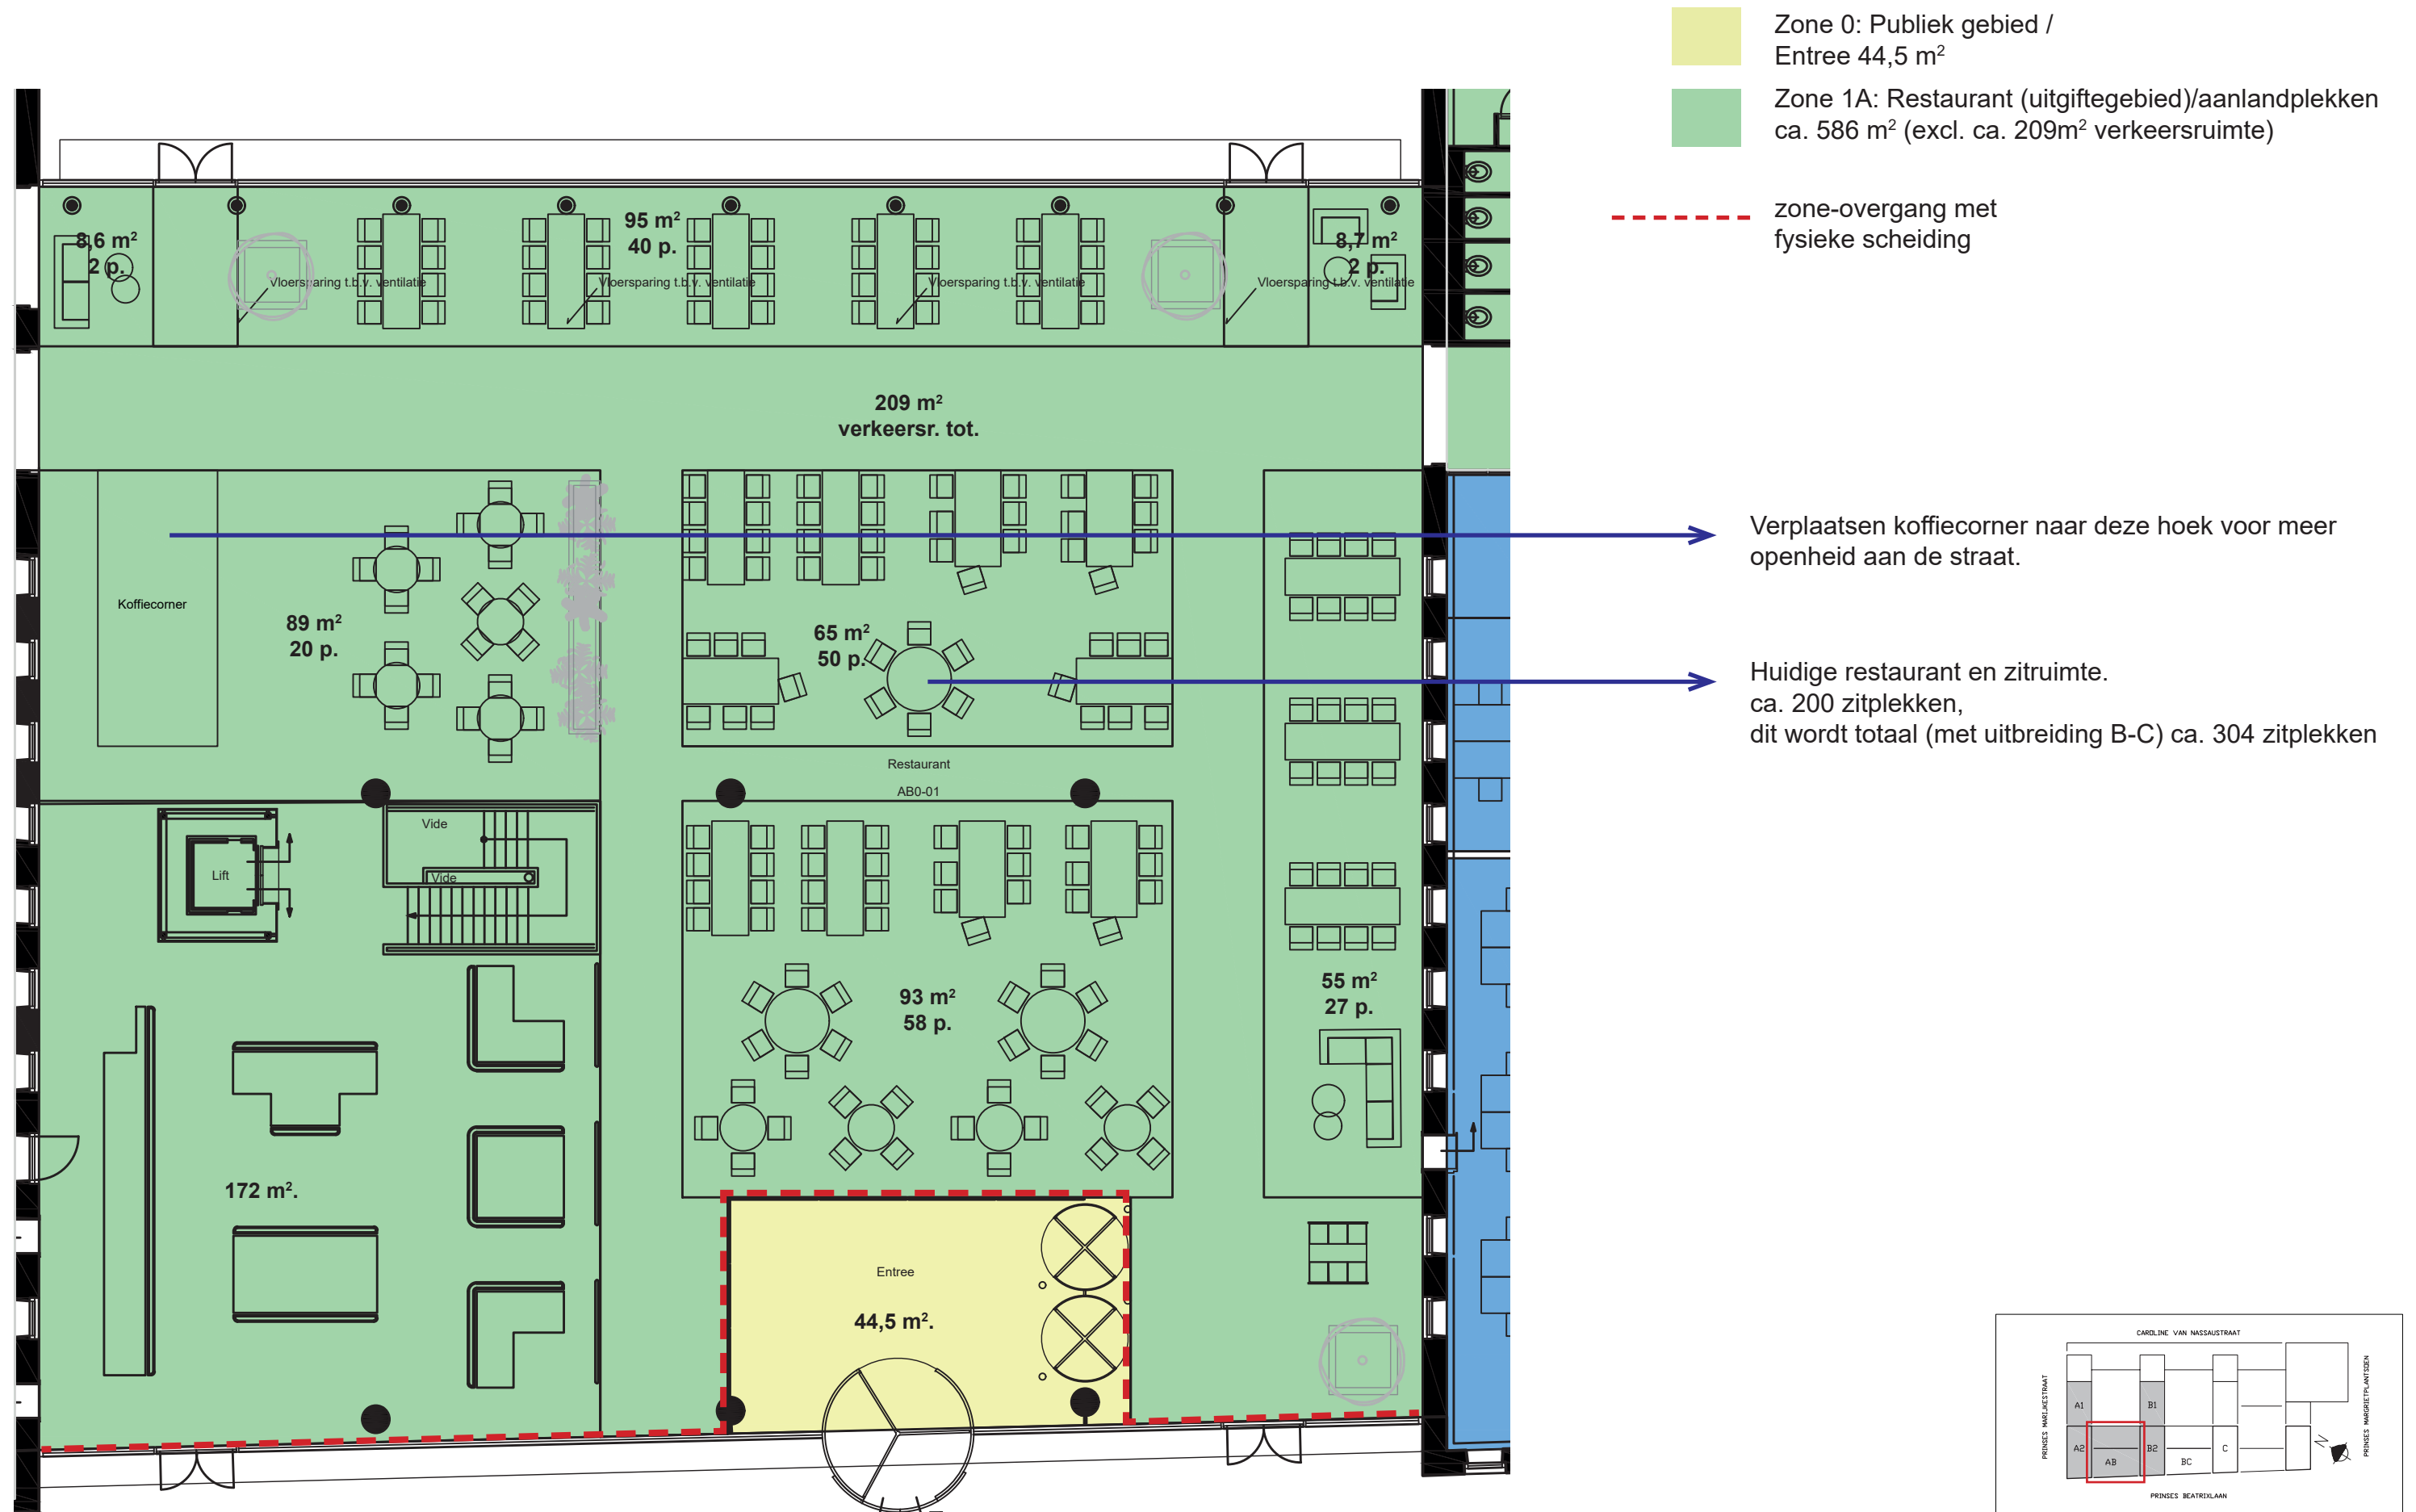 Zone 0: Publiek gebied /
Entree 44,5 m²
Zone 1A: Restaurant (uitgiftegebied)/aanlandplekken
ca. 586 m² (excl. ca. 209m² verkeersruimte)
zone-overgang met
fysieke scheiding
8,6 m²
2 p.
95 m²
40 p.
8,7 m²
2 p.
Vloersparing t.b.v. ventilatie
Vloersparing t.b.v. ventilatie
Vloersparing t.b.v. ventilatie
Vloersparing t.b.v. ventilatie
209 m²
verkeersr. tot.
Verplaatsen koffiecorner naar deze hoek voor meer
openheid aan de straat.
Koffiecorner
89 m²
20 p.
65 m²
50 p.
Huidige restaurant en zitruimte.
ca. 200 zitplekken,
dit wordt totaal (met uitbreiding B-C) ca. 304 zitplekken
Restaurant
AB0-01
Vide
Vide
Lift
93 m²
58 p.
55 m²
27 p.
172 m².
Entree
44,5 m².
CAROLINE VAN NASSAUSTRAAT
PRINSES MARIJKESTRAAT
PRINSES MARGRIETPLANTSOEN
A1
B1
A2
AB
B2
BC
C
N
PRINSES BEATRIXLAAN